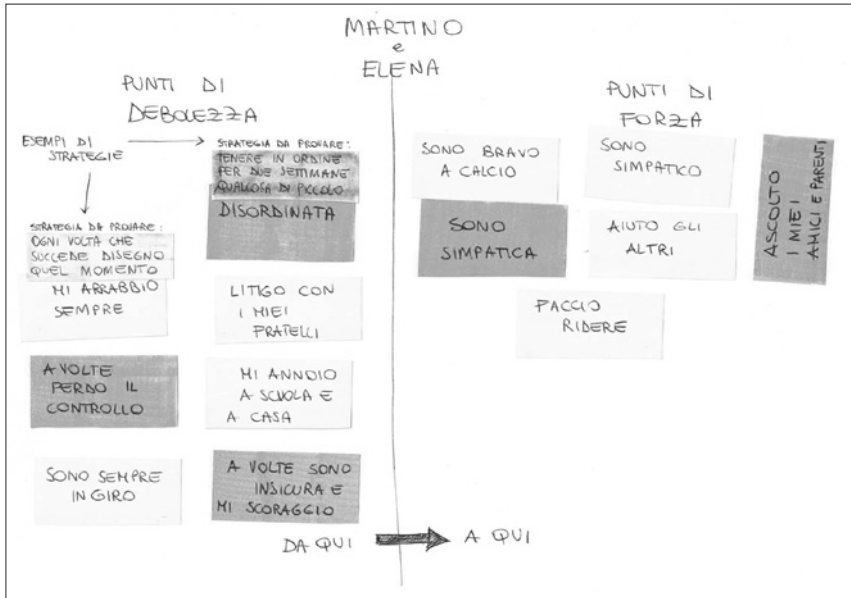 MARTINO
e
ELENA
PUNTI DI
DEBOLEZZA
ESEMPI DI
STRATEGIE
STRATEGIA DA PROVARE:
TENERE IN ORDINE
PER DUE SETTIMANE
QUALCOSA DI PICCOLO
DISORDINATA
STRATEGIA DA PROVARE:
OGNI VOLTA CHE
SUCCEDE DISEGNO
QUEL MOMENTO
MI ARRABBIO
SEMPRE
LITIGO CON
I MIEI
FRATELLI
A VOLTE
PERDO IL
CONTROLLO
MI ANNOIO
A SCUOLA E
A CASA
SONO SEMPRE
IN GIRO
A VOLTE SONO
INSICURA E
MI SCORAGGIO
PUNTI DI
FORZA
SONO BRAVO
A CALCIO
SONO
SIMPATICO
ASCOLTO
I MIEI
AMICI E PARENTI
SONO
SIMPATICA
AIUTO GLI
ALTRI
FACCIO
RIDERE
DA QUI
A QUI